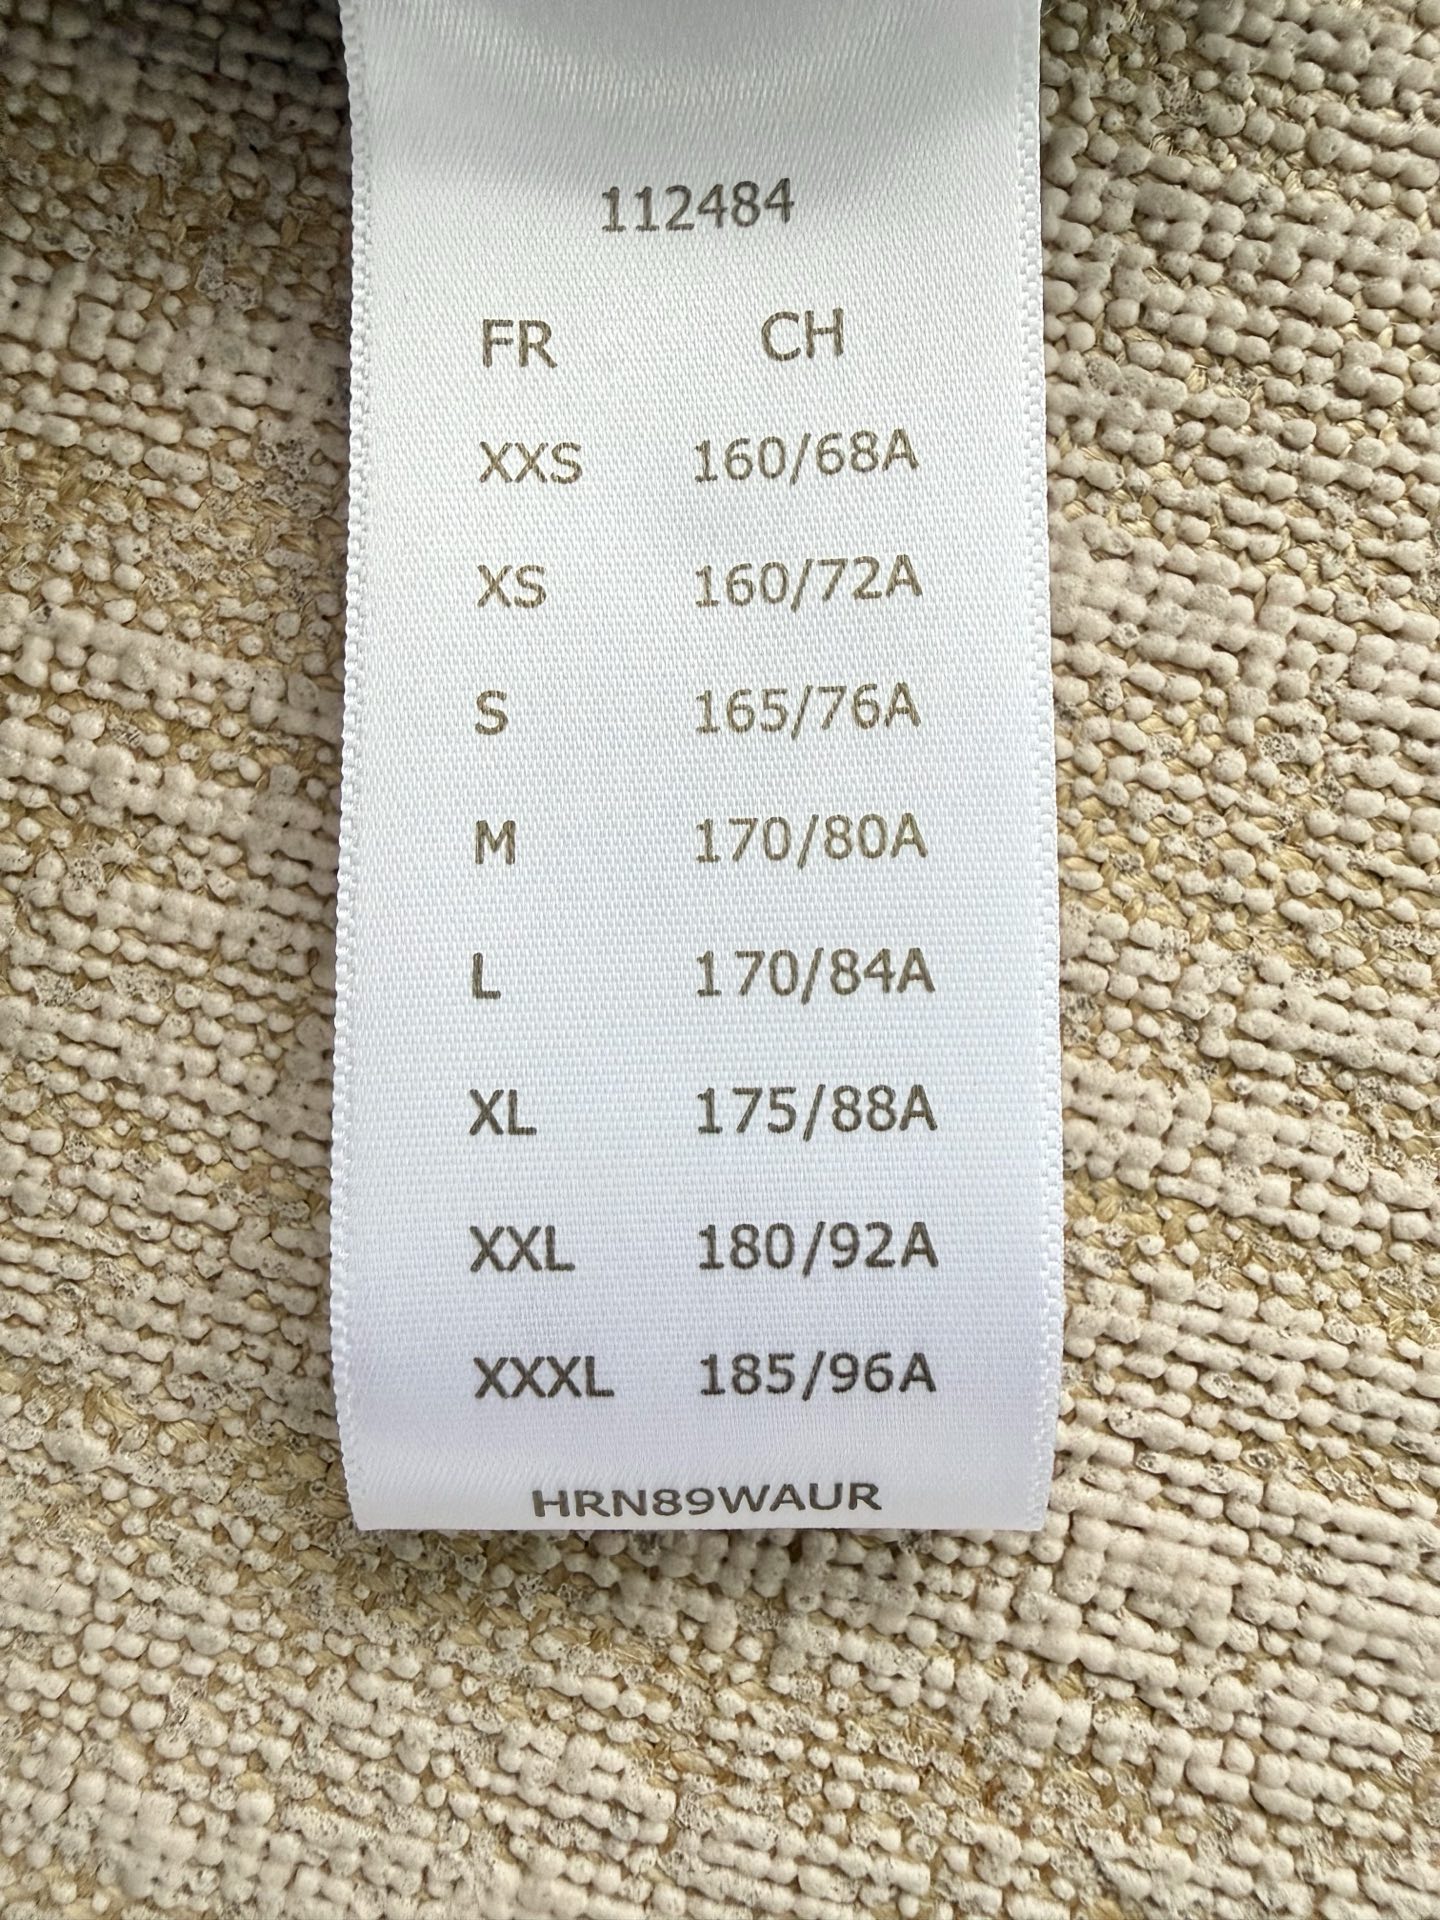 112484
FR CH
XXS 160/68A
XS 160/72A
S 165/76A
M 170/80A
L 170/84A
XL 175/88A
XXL 180/92A
XXXL 185/96A
HRN89WAUR